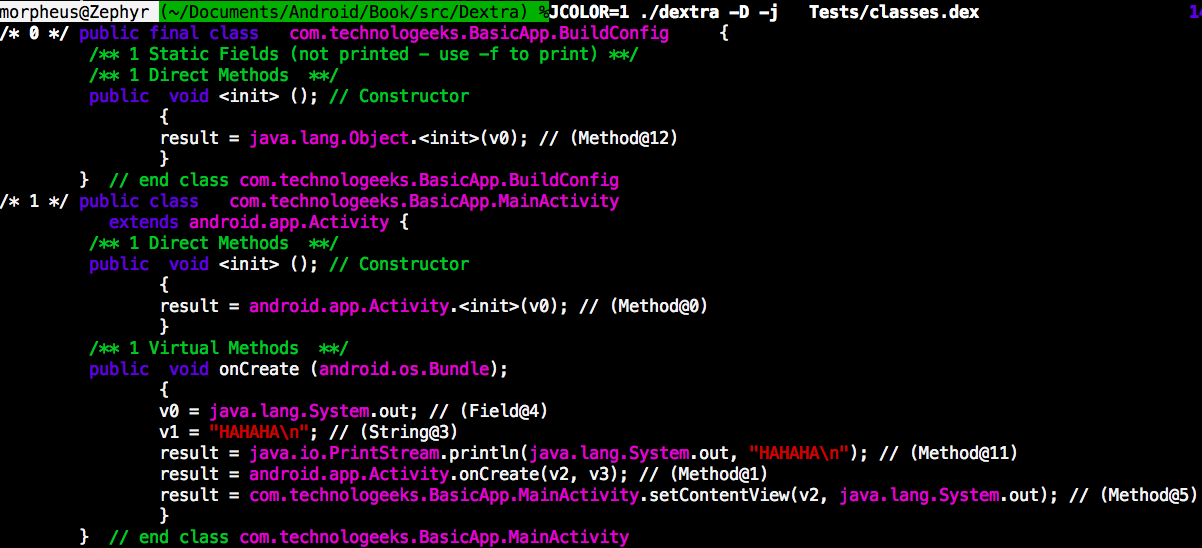 morpheus@Zephyr (~/Documents/Android/Book/src/Dextra) %JCOLOR=1 ./dextra -D -j   Tests/classes.dex
/* 0 */ public final class   com.technologeeks.BasicApp.BuildConfig     {
/** 1 Static Fields (not printed - use -f to print) **/
/** 1 Direct Methods  **/
public  void <init> (); // Constructor
{
result = java.lang.Object.<init>(v0); // (Method@12)
}
}  // end class com.technologeeks.BasicApp.BuildConfig
/* 1 */ public class   com.technologeeks.BasicApp.MainActivity
extends android.app.Activity {
/** 1 Direct Methods  **/
public  void <init> (); // Constructor
{
result = android.app.Activity.<init>(v0); // (Method@0)
}
/** 1 Virtual Methods  **/
public  void onCreate (android.os.Bundle);
{
v0 = java.lang.System.out; // (Field@4)
v1 = "HAHAHA\n"; // (String@3)
result = java.io.PrintStream.println(java.lang.System.out, "HAHAHA\n"); // (Method@11)
result = android.app.Activity.onCreate(v2, v3); // (Method@1)
result = com.technologeeks.BasicApp.MainActivity.setContentView(v2, java.lang.System.out); // (Method@5)
}
}  // end class com.technologeeks.BasicApp.MainActivity